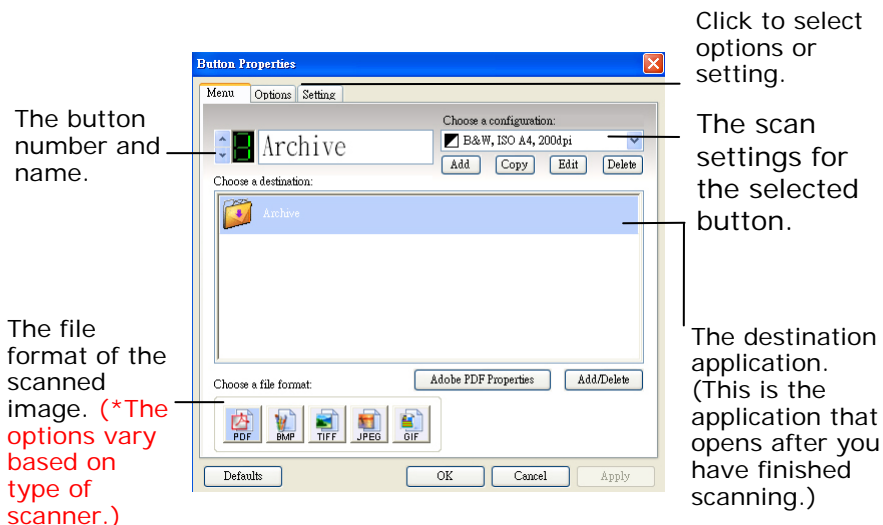 Click to select
options or
setting.
Button Properties
Menu Options Setting
The button
number and
name.
Archive
Choose a configuration:
B&W, ISO A4, 200dpi
Add Copy Edit Delete
The scan
settings for
the selected
button.
Choose a destination:
Archive
The file
format of the
scanned
image. (*The
options vary
based on
type of
scanner.)
The destination
application.
(This is the
application that
opens after you
have finished
scanning.)
Adobe PDF Properties Add/Delete
Choose a file format:
PDF BMP TIFF JPEG GIF
Defaults OK Cancel Apply